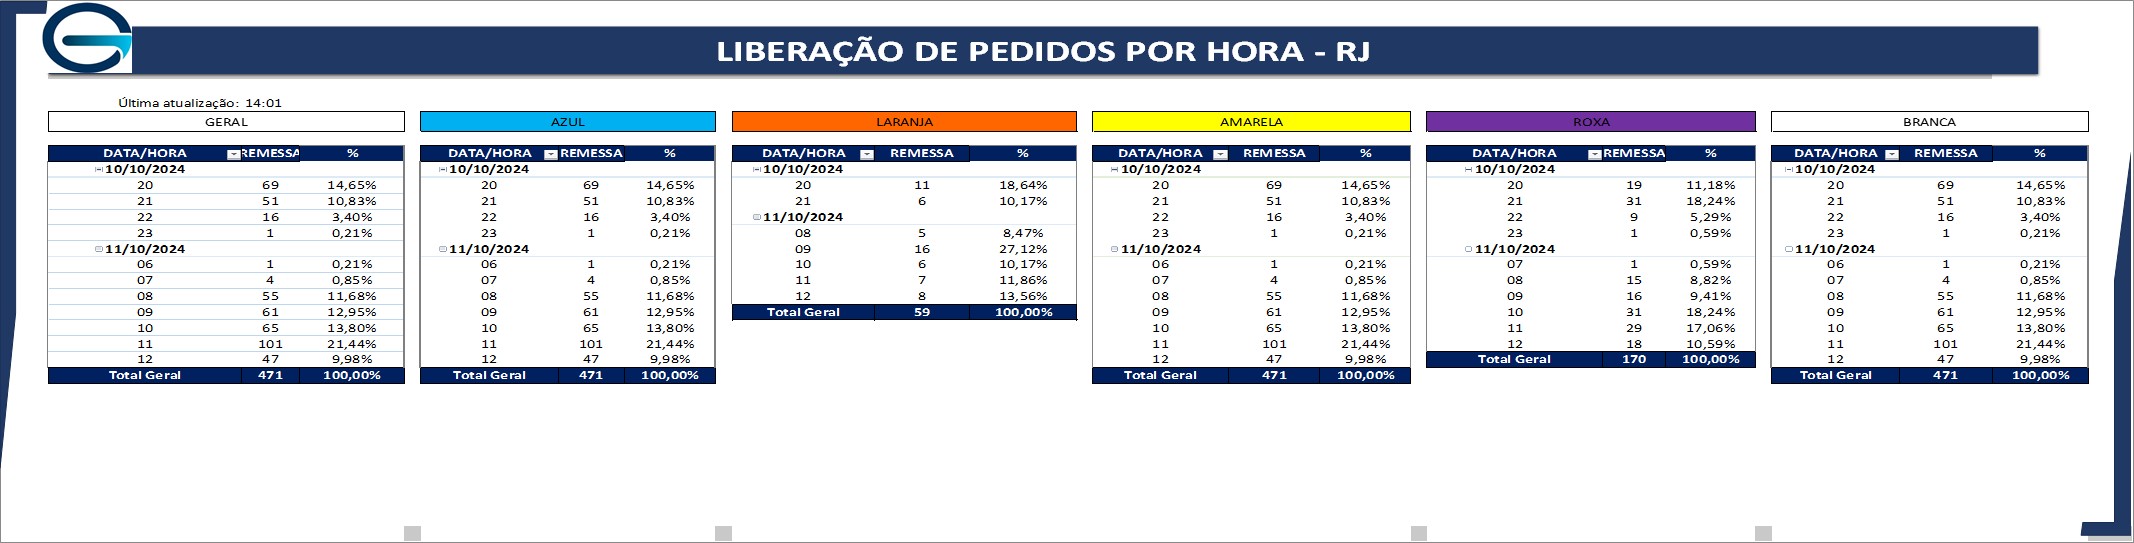 LIBERAÇÃO DE PEDIDOS POR HORA - RJ
Última atualização: 14:01
GERAL
DATA/HORA REMESSA %
10/10/2024
20 69 14,65%
21 51 10,83%
22 16 3,40%
23 1 0,21%
11/10/2024
06 1 0,21%
07 4 0,85%
08 55 11,68%
09 61 12,95%
10 65 13,80%
11 101 21,44%
12 47 9,98%
Total Geral 471 100,00%
AZUL
DATA/HORA REMESSA %
10/10/2024
20 69 14,65%
21 51 10,83%
22 16 3,40%
23 1 0,21%
11/10/2024
06 1 0,21%
07 4 0,85%
08 55 11,68%
09 61 12,95%
10 65 13,80%
11 101 21,44%
12 47 9,98%
Total Geral 471 100,00%
LARANJA
DATA/HORA REMESSA %
10/10/2024
20 11 18,64%
21 6 10,17%
11/10/2024
08 5 8,47%
09 16 27,12%
10 6 10,17%
11 7 11,86%
12 8 13,56%
Total Geral 59 100,00%
AMARELA
DATA/HORA REMESSA %
10/10/2024
20 69 14,65%
21 51 10,83%
22 16 3,40%
23 1 0,21%
11/10/2024
06 1 0,21%
07 4 0,85%
08 55 11,68%
09 61 12,95%
10 65 13,80%
11 101 21,44%
12 47 9,98%
Total Geral 471 100,00%
ROXA
DATA/HORA REMESSA %
10/10/2024
20 19 11,18%
21 31 18,24%
22 9 5,29%
23 1 0,59%
11/10/2024
07 1 0,59%
08 15 8,82%
09 16 9,41%
10 31 18,24%
11 29 17,06%
12 18 10,59%
Total Geral 170 100,00%
BRANCA
DATA/HORA REMESSA %
10/10/2024
20 69 14,65%
21 51 10,83%
22 16 3,40%
23 1 0,21%
11/10/2024
06 1 0,21%
07 4 0,85%
08 55 11,68%
09 61 12,95%
10 65 13,80%
11 101 21,44%
12 47 9,98%
Total Geral 471 100,00%